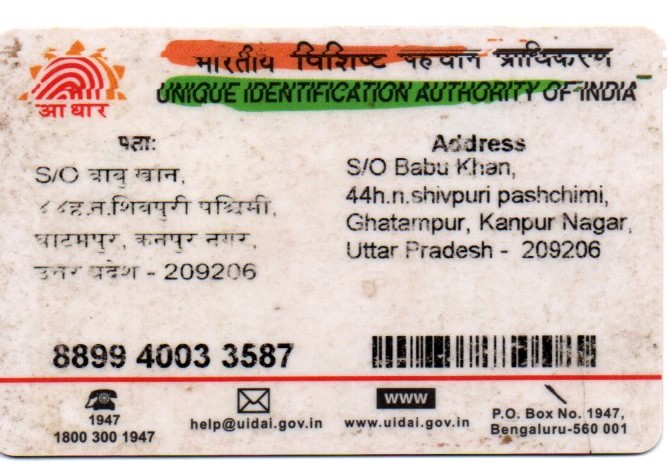 भारतीय विशिष्ट पहचान प्राधिकरण
UNIQUE IDENTIFICATION AUTHORITY OF INDIA
आधार
पता:
S/O बाबु खान,
४४ह.न.शिवपुरी पश्चिमी,
घाटमपुर, कनपुर नगर,
उत्तर प्रदेश - 209206
Address
S/O Babu Khan,
44h.n.shivpuri pashchimi,
Ghatampur, Kanpur Nagar,
Uttar Pradesh - 209206
8899 4003 3587
1947
1800 300 1947
help@uidai.gov.in
www
www.uidai.gov.in
P.O. Box No. 1947,
Bengaluru-560 001